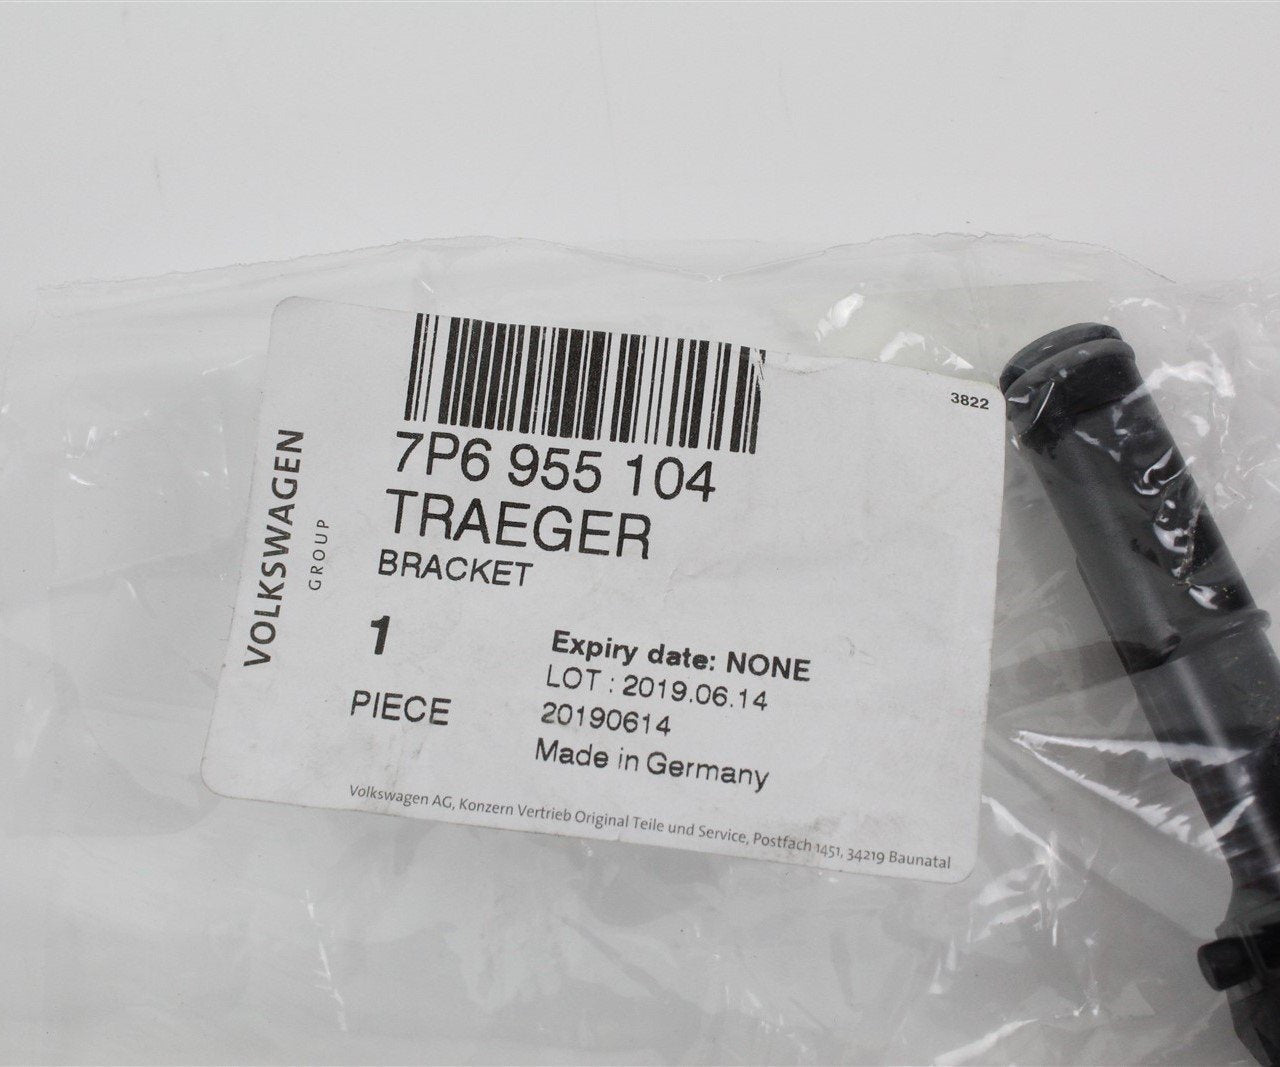 3822
7P6 955 104
TRAEGER
BRACKET
1
PIECE
Expiry date: NONE
LOT : 2019.06.14
20190614
Made in Germany
VOLKSWAGEN
GROUP
Volkswagen AG, Konzern Vertrieb Original Teile und Service, Postfach 1451, 34219 Baunatal